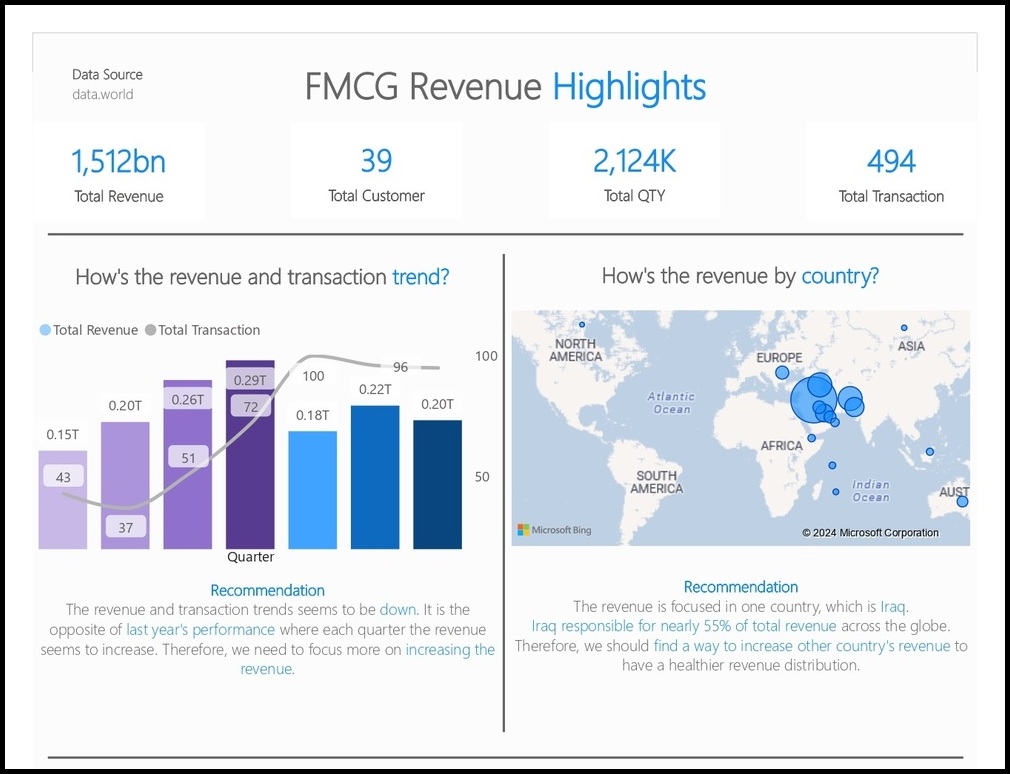 Data Source
data.world
FMCG Revenue Highlights
1,512bn
Total Revenue
39
Total Customer
2,124K
Total QTY
494
Total Transaction
How's the revenue and transaction trend?
Total Revenue
Total Transaction
0.15T
0.20T
0.26T
0.29T
0.18T
0.22T
0.20T
43
37
51
72
100
96
100
50
Quarter
Recommendation
The revenue and transaction trends seems to be down. It is the
opposite of last year's performance where each quarter the revenue
seems to increase. Therefore, we need to focus more on increasing the
revenue.
How's the revenue by country?
NORTH
AMERICA
EUROPE
ASIA
Atlantic
Ocean
AFRICA
SOUTH
AMERICA
Indian
Ocean
AUST
Microsoft Bing
© 2024 Microsoft Corporation
Recommendation
The revenue is focused in one country, which is Iraq.
Iraq responsible for nearly 55% of total revenue across the globe.
Therefore, we should find a way to increase other country's revenue to
have a healthier revenue distribution.